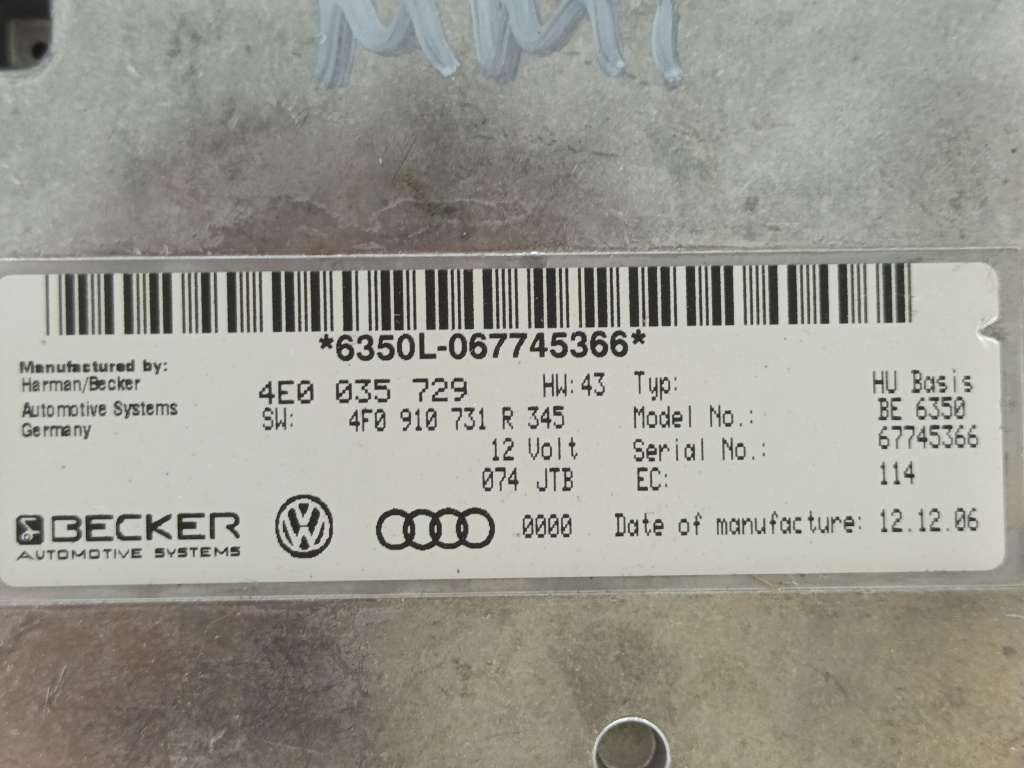 *6350L-067745366*
Manufactured by:
Harman/Becker
Automotive Systems
Germany
4E0 035 729 HW:43
SW: 4F0 910 731 R 345
12 Volt
074 JTB
.0000
Typ: HU Basis
Model No.: BE 6350
Serial No.: 67745366
EC: 114
Date of manufacture: 12.12.06
BECKER
AUTOMOTIVE SYSTEMS